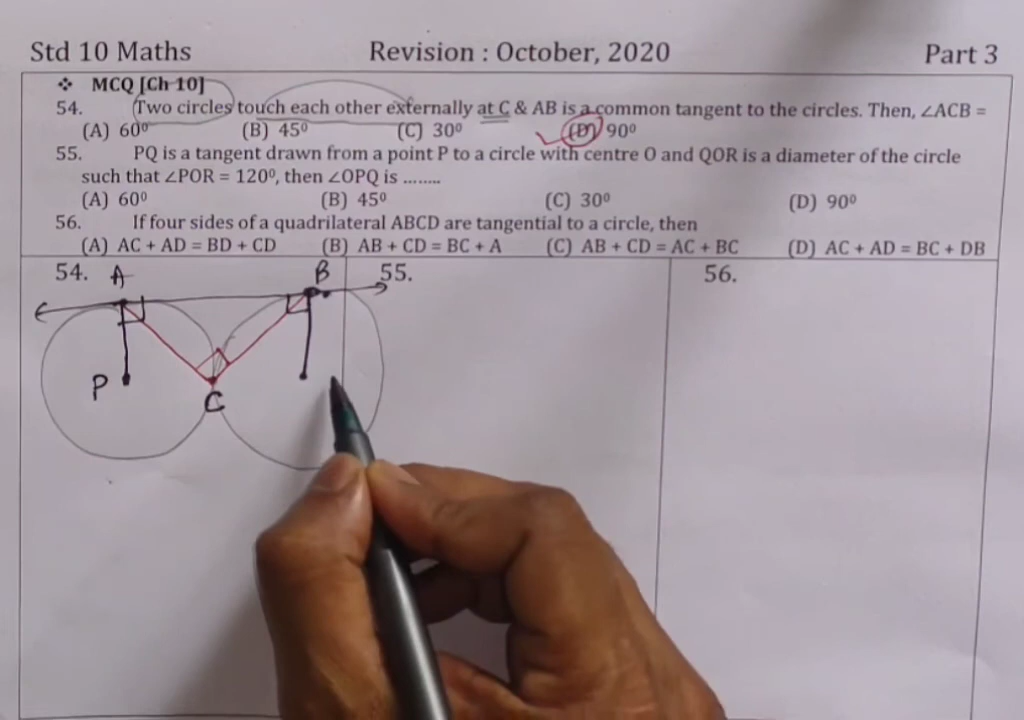 Std 10 Maths Revision : October, 2020 Part 3
❖ MCQ [Ch 10]
54. Two circles touch each other externally at C & AB is a common tangent to the circles. Then, ∠ACB =
(A) 60⁰ (B) 45⁰ (C) 30⁰ (D) 90⁰
55. PQ is a tangent drawn from a point P to a circle with centre O and QOR is a diameter of the circle
such that ∠POR = 120⁰, then ∠OPQ is ........
(A) 60⁰ (B) 45⁰ (C) 30⁰ (D) 90⁰
56. If four sides of a quadrilateral ABCD are tangential to a circle, then
(A) AC + AD = BD + CD (B) AB + CD = BC + A (C) AB + CD = AC + BC (D) AC + AD = BC + DB
54. A B 55. 56.
P
C